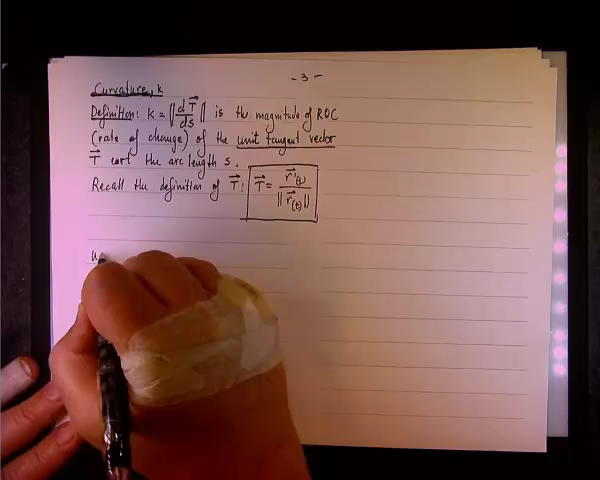 - 3 -
Curvature, k
Definition: k = ‖dT⃗/ds‖ is the magnitude of ROC
(rate of change) of the unit tangent vector
T⃗ wrt the arc length s.
Recall the definition of T⃗: T⃗ = r⃗'(t) / ‖r⃗(t)‖